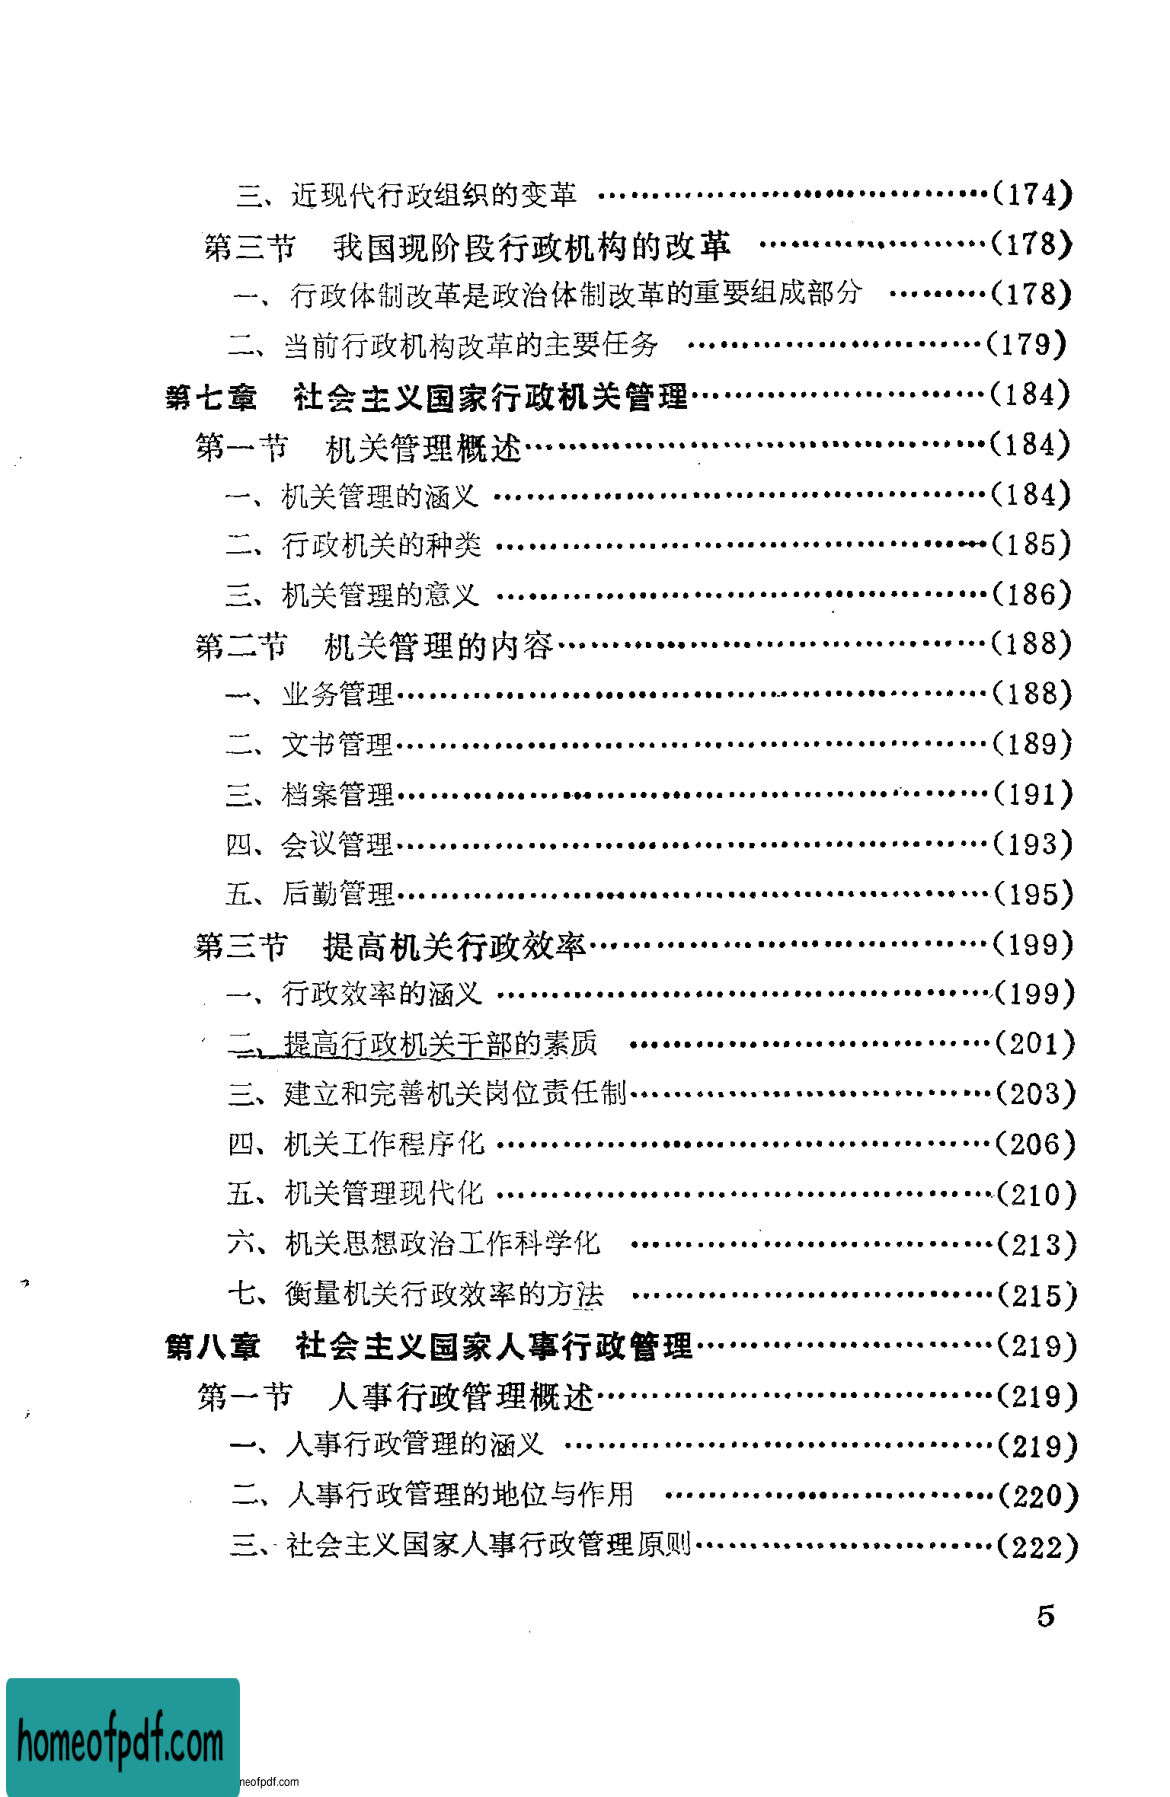 三、近现代行政组织的变革 ……………………………(174)
第三节 我国现阶段行政机构的改革 …………………(178)
一、行政体制改革是政治体制改革的重要组成部分 ………(178)
二、当前行政机构改革的主要任务 ………………………(179)
第七章 社会主义国家行政机关管理………………………(184)
第一节 机关管理概述……………………………………(184)
一、机关管理的涵义 ………………………………………(184)
二、行政机关的种类 ………………………………………(185)
三、机关管理的意义 ………………………………………(186)
第二节 机关管理的内容…………………………………(188)
一、业务管理………………………………………………(188)
二、文书管理………………………………………………(189)
三、档案管理………………………………………………(191)
四、会议管理………………………………………………(193)
五、后勤管理………………………………………………(195)
第三节 提高机关行政效率………………………………(199)
一、行政效率的涵义 ………………………………………(199)
二、提高行政机关干部的素质 ……………………………(201)
三、建立和完善机关岗位责任制……………………………(203)
四、机关工作程序化 ………………………………………(206)
五、机关管理现代化 ………………………………………(210)
六、机关思想政治工作科学化 ……………………………(213)
七、衡量机关行政效率的方法 ……………………………(215)
第八章 社会主义国家人事行政管理………………………(219)
第一节 人事行政管理概述………………………………(219)
一、人事行政管理的涵义 …………………………………(219)
二、人事行政管理的地位与作用 …………………………(220)
三、社会主义国家人事行政管理原则………………………(222)
5
homeofpdf.com
neofpdf.com